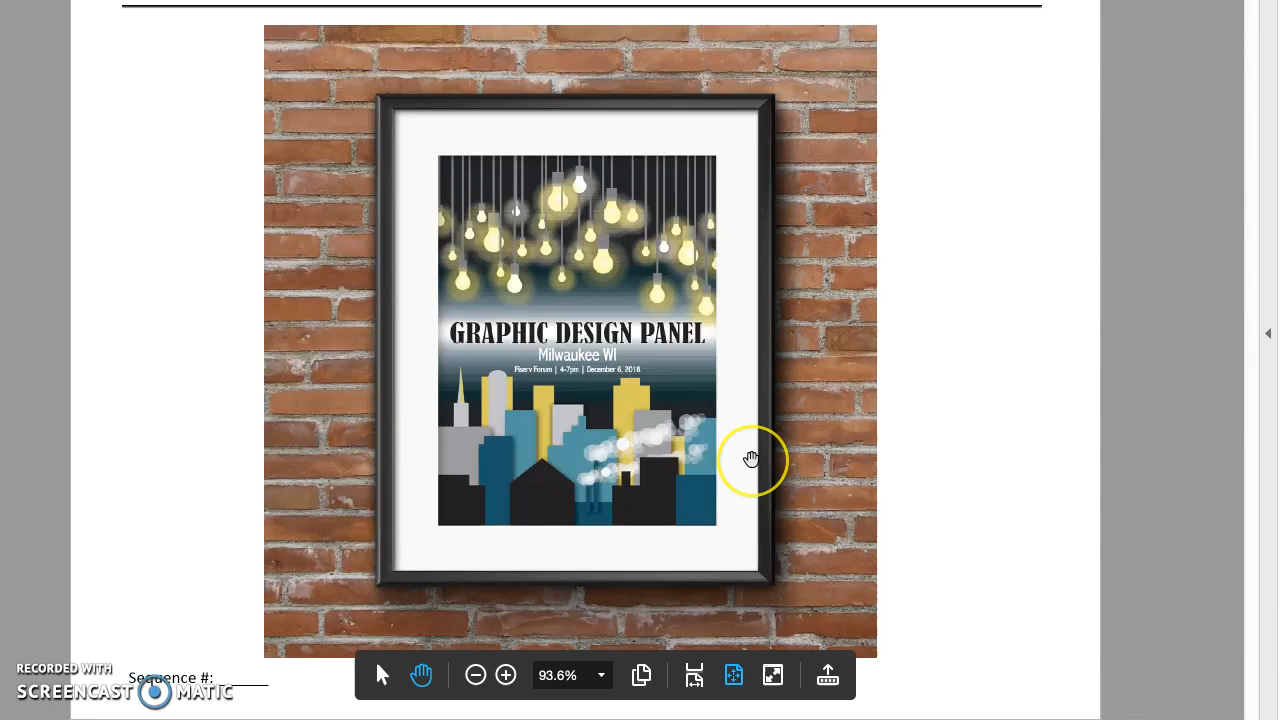 GRAPHIC DESIGN PANEL
Milwaukee WI
Fiserv Forum | 4-7pm | December 6, 2018
Sequence #:
RECORDED WITH
SCREENCAST MATIC
93.6%